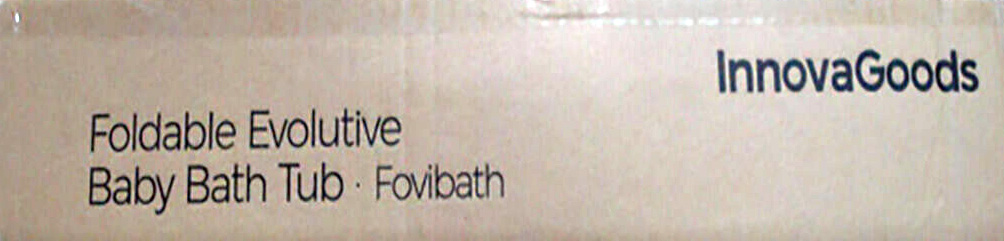 InnovaGoods
Foldable Evolutive
Baby Bath Tub · Fovibath